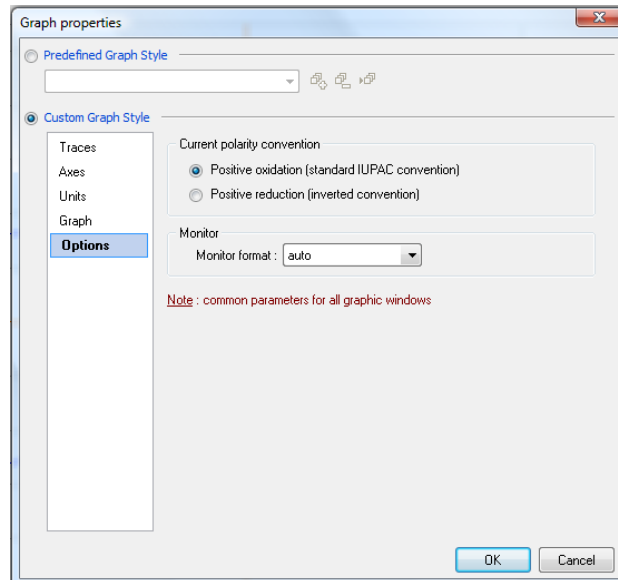 Graph properties
Predefined Graph Style
Custom Graph Style
Traces
Axes
Units
Graph
Options
Current polarity convention
Positive oxidation (standard IUPAC convention)
Positive reduction (inverted convention)
Monitor
Monitor format : auto
Note : common parameters for all graphic windows
OK Cancel